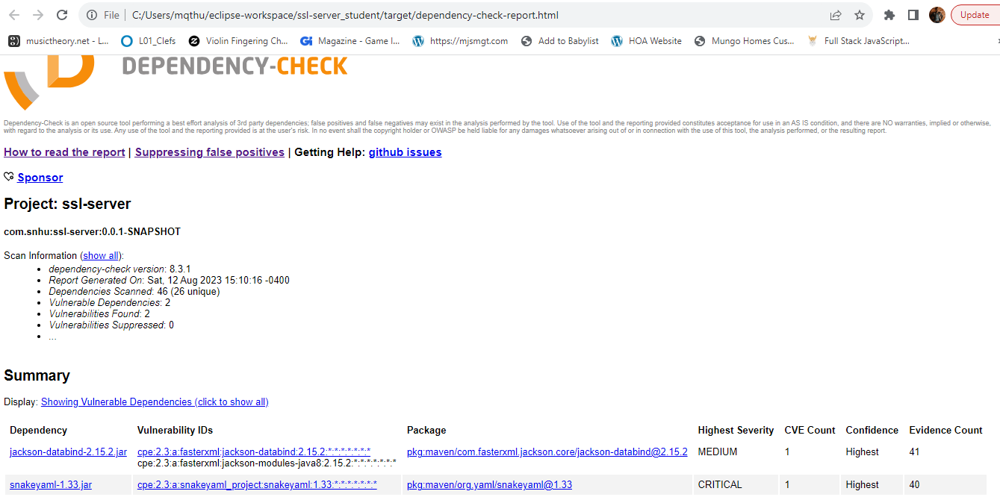 File | C:/Users/mqthu/eclipse-workspace/ssl-server_student/target/dependency-check-report.html Update
musictheory.net - L... L01_Clefs Violin Fingering Ch... Magazine - Game I... https://mjsmgt.com Add to Babylist HOA Website Mungo Homes Cus... Full Stack JavaScript...
DEPENDENCY-CHECK
Dependency-Check is an open source tool performing a best effort analysis of 3rd party dependencies; false positives and false negatives may exist in the analysis performed by the tool. Use of the tool and the reporting provided constitutes acceptance for use in an AS IS condition, and there are NO warranties, implied or otherwise,
with regard to the analysis or its use. Any use of the tool and the reporting provided is at the user's risk. In no event shall the copyright holder or OWASP be held liable for any damages whatsoever arising out of or in connection with the use of this tool, the analysis performed, or the resulting report.
How to read the report | Suppressing false positives | Getting Help: github issues
Sponsor
Project: ssl-server
com.snhu:ssl-server:0.0.1-SNAPSHOT
Scan Information (show all):
• dependency-check version: 8.3.1
• Report Generated On: Sat, 12 Aug 2023 15:10:16 -0400
• Dependencies Scanned: 46 (26 unique)
• Vulnerable Dependencies: 2
• Vulnerabilities Found: 2
• Vulnerabilities Suppressed: 0
• ...
Summary
Display: Showing Vulnerable Dependencies (click to show all)
Dependency Vulnerability IDs Package Highest Severity CVE Count Confidence Evidence Count
jackson-databind-2.15.2.jar cpe:2.3:a:fasterxml:jackson-databind:2.15.2:*:*:*:*:*:*:* pkg:maven/com.fasterxml.jackson.core/jackson-databind@2.15.2 MEDIUM 1 Highest 41
cpe:2.3:a:fasterxml:jackson-modules-java8:2.15.2:*:*:*:*:*:*:*
snakeyaml-1.33.jar cpe:2.3:a:snakeyaml_project:snakeyaml:1.33:*:*:*:*:*:*:* pkg:maven/org.yaml/snakeyaml@1.33 CRITICAL 1 Highest 40